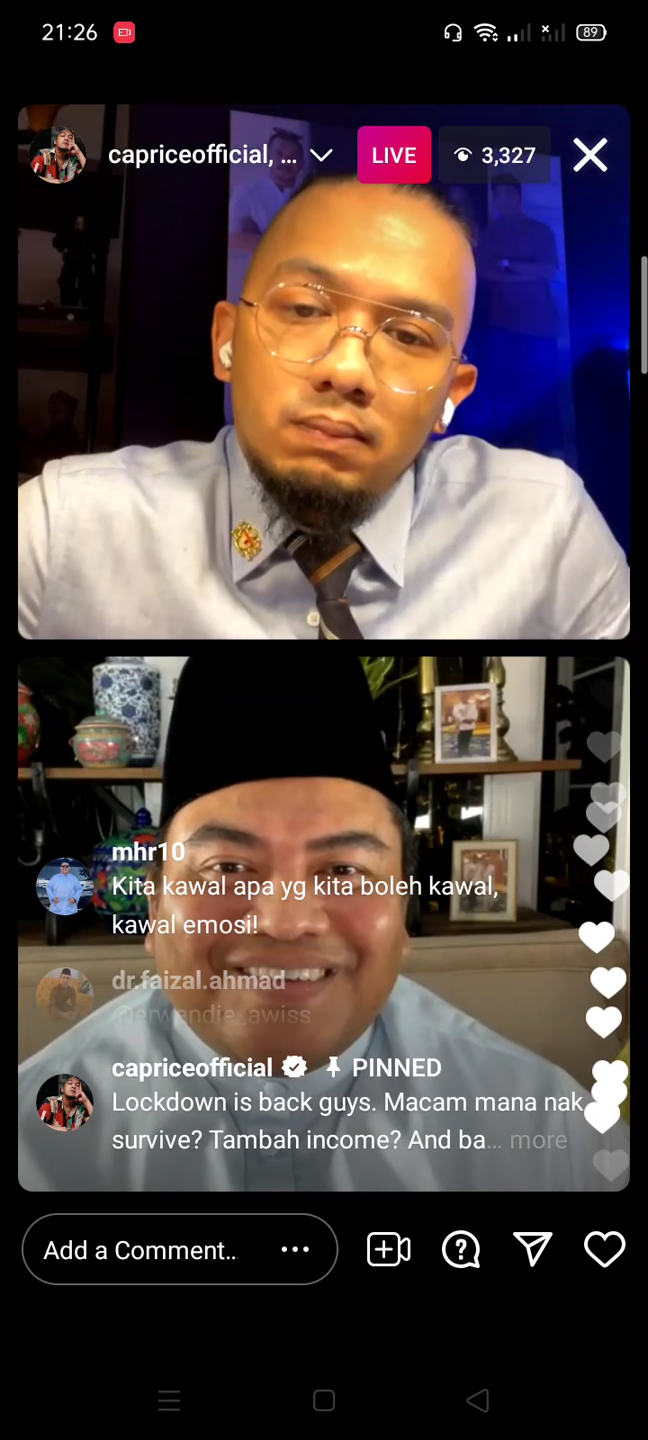 21:26
89
capriceofficial, ...
LIVE
3,327
mhr10
Kita kawal apa yg kita boleh kawal,
kawal emosi!
dr.faizal.ahmad
@erwendie_awiss
capriceofficial PINNED
Lockdown is back guys. Macam mana nak
survive? Tambah income? And ba... more
Add a Comment..